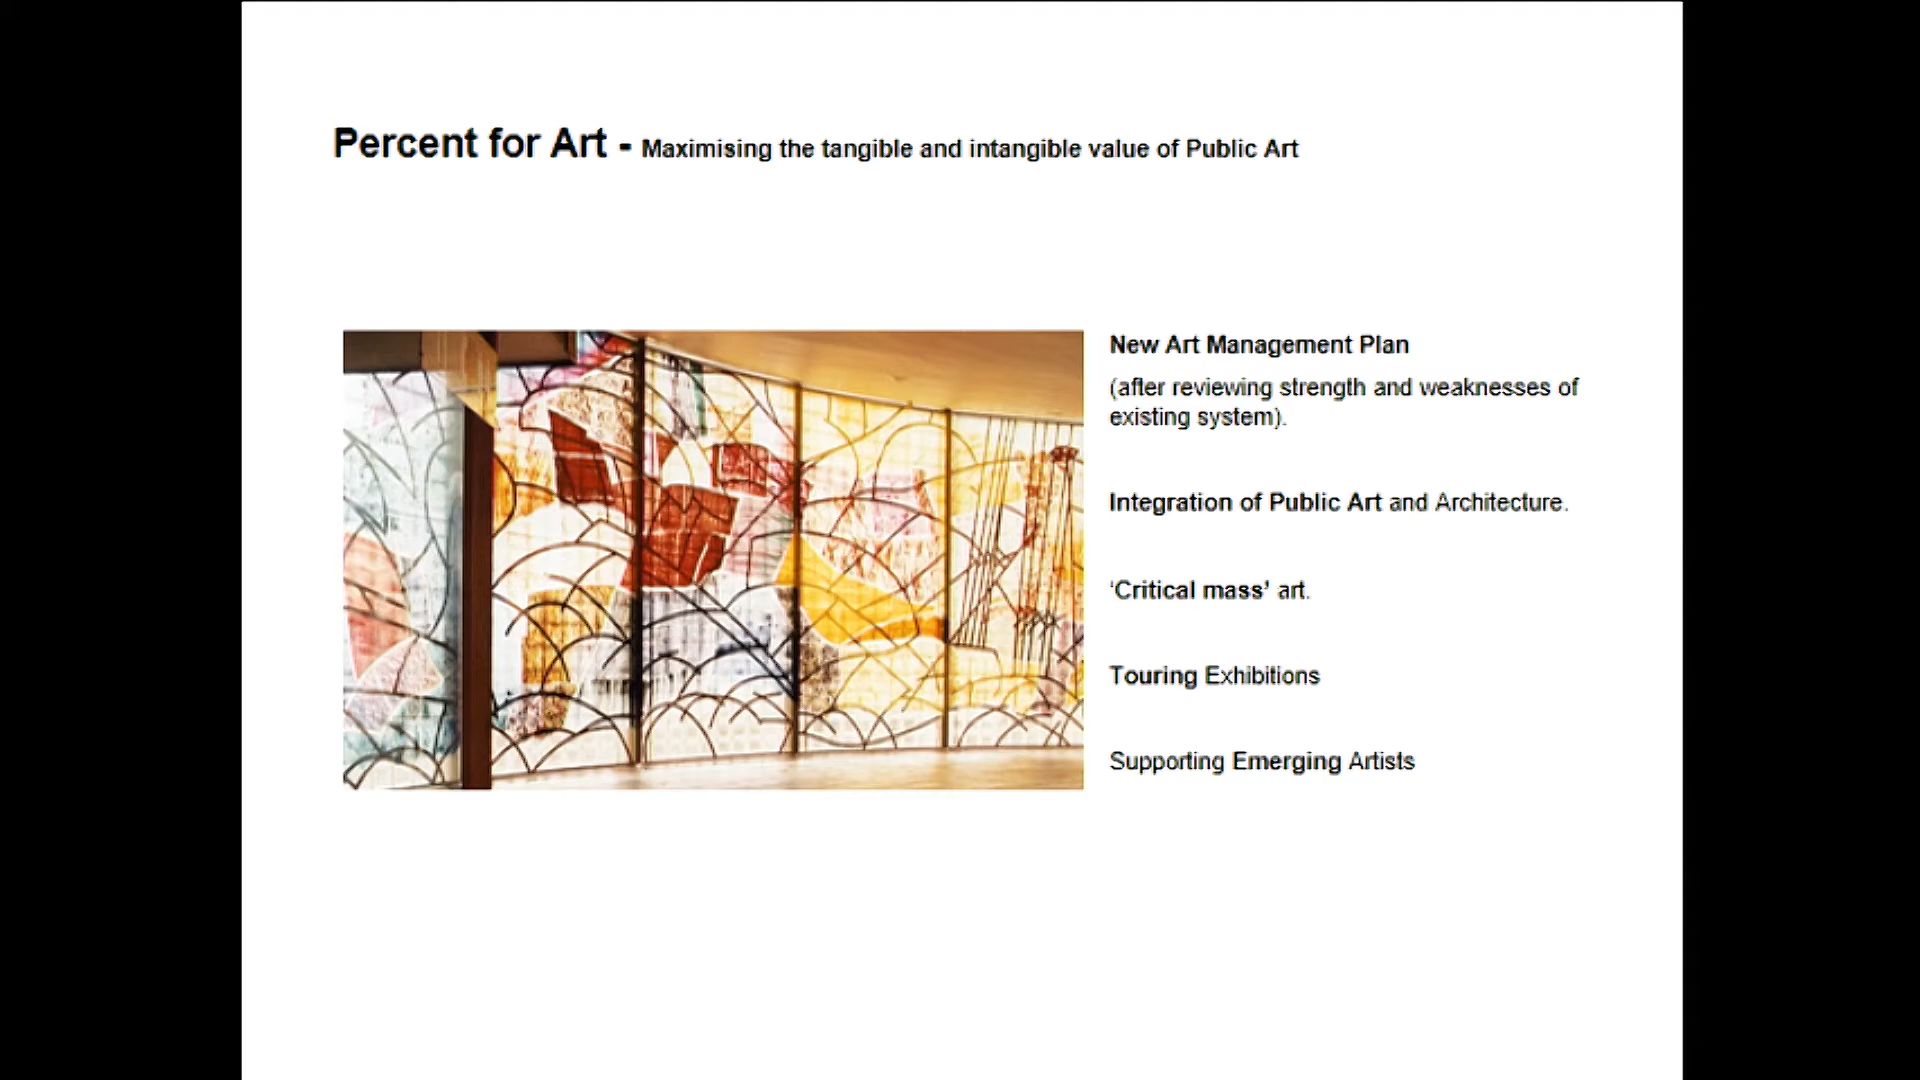 Percent for Art - Maximising the tangible and intangible value of Public Art
New Art Management Plan
(after reviewing strength and weaknesses of
existing system).
Integration of Public Art and Architecture.
‘Critical mass’ art.
Touring Exhibitions
Supporting Emerging Artists